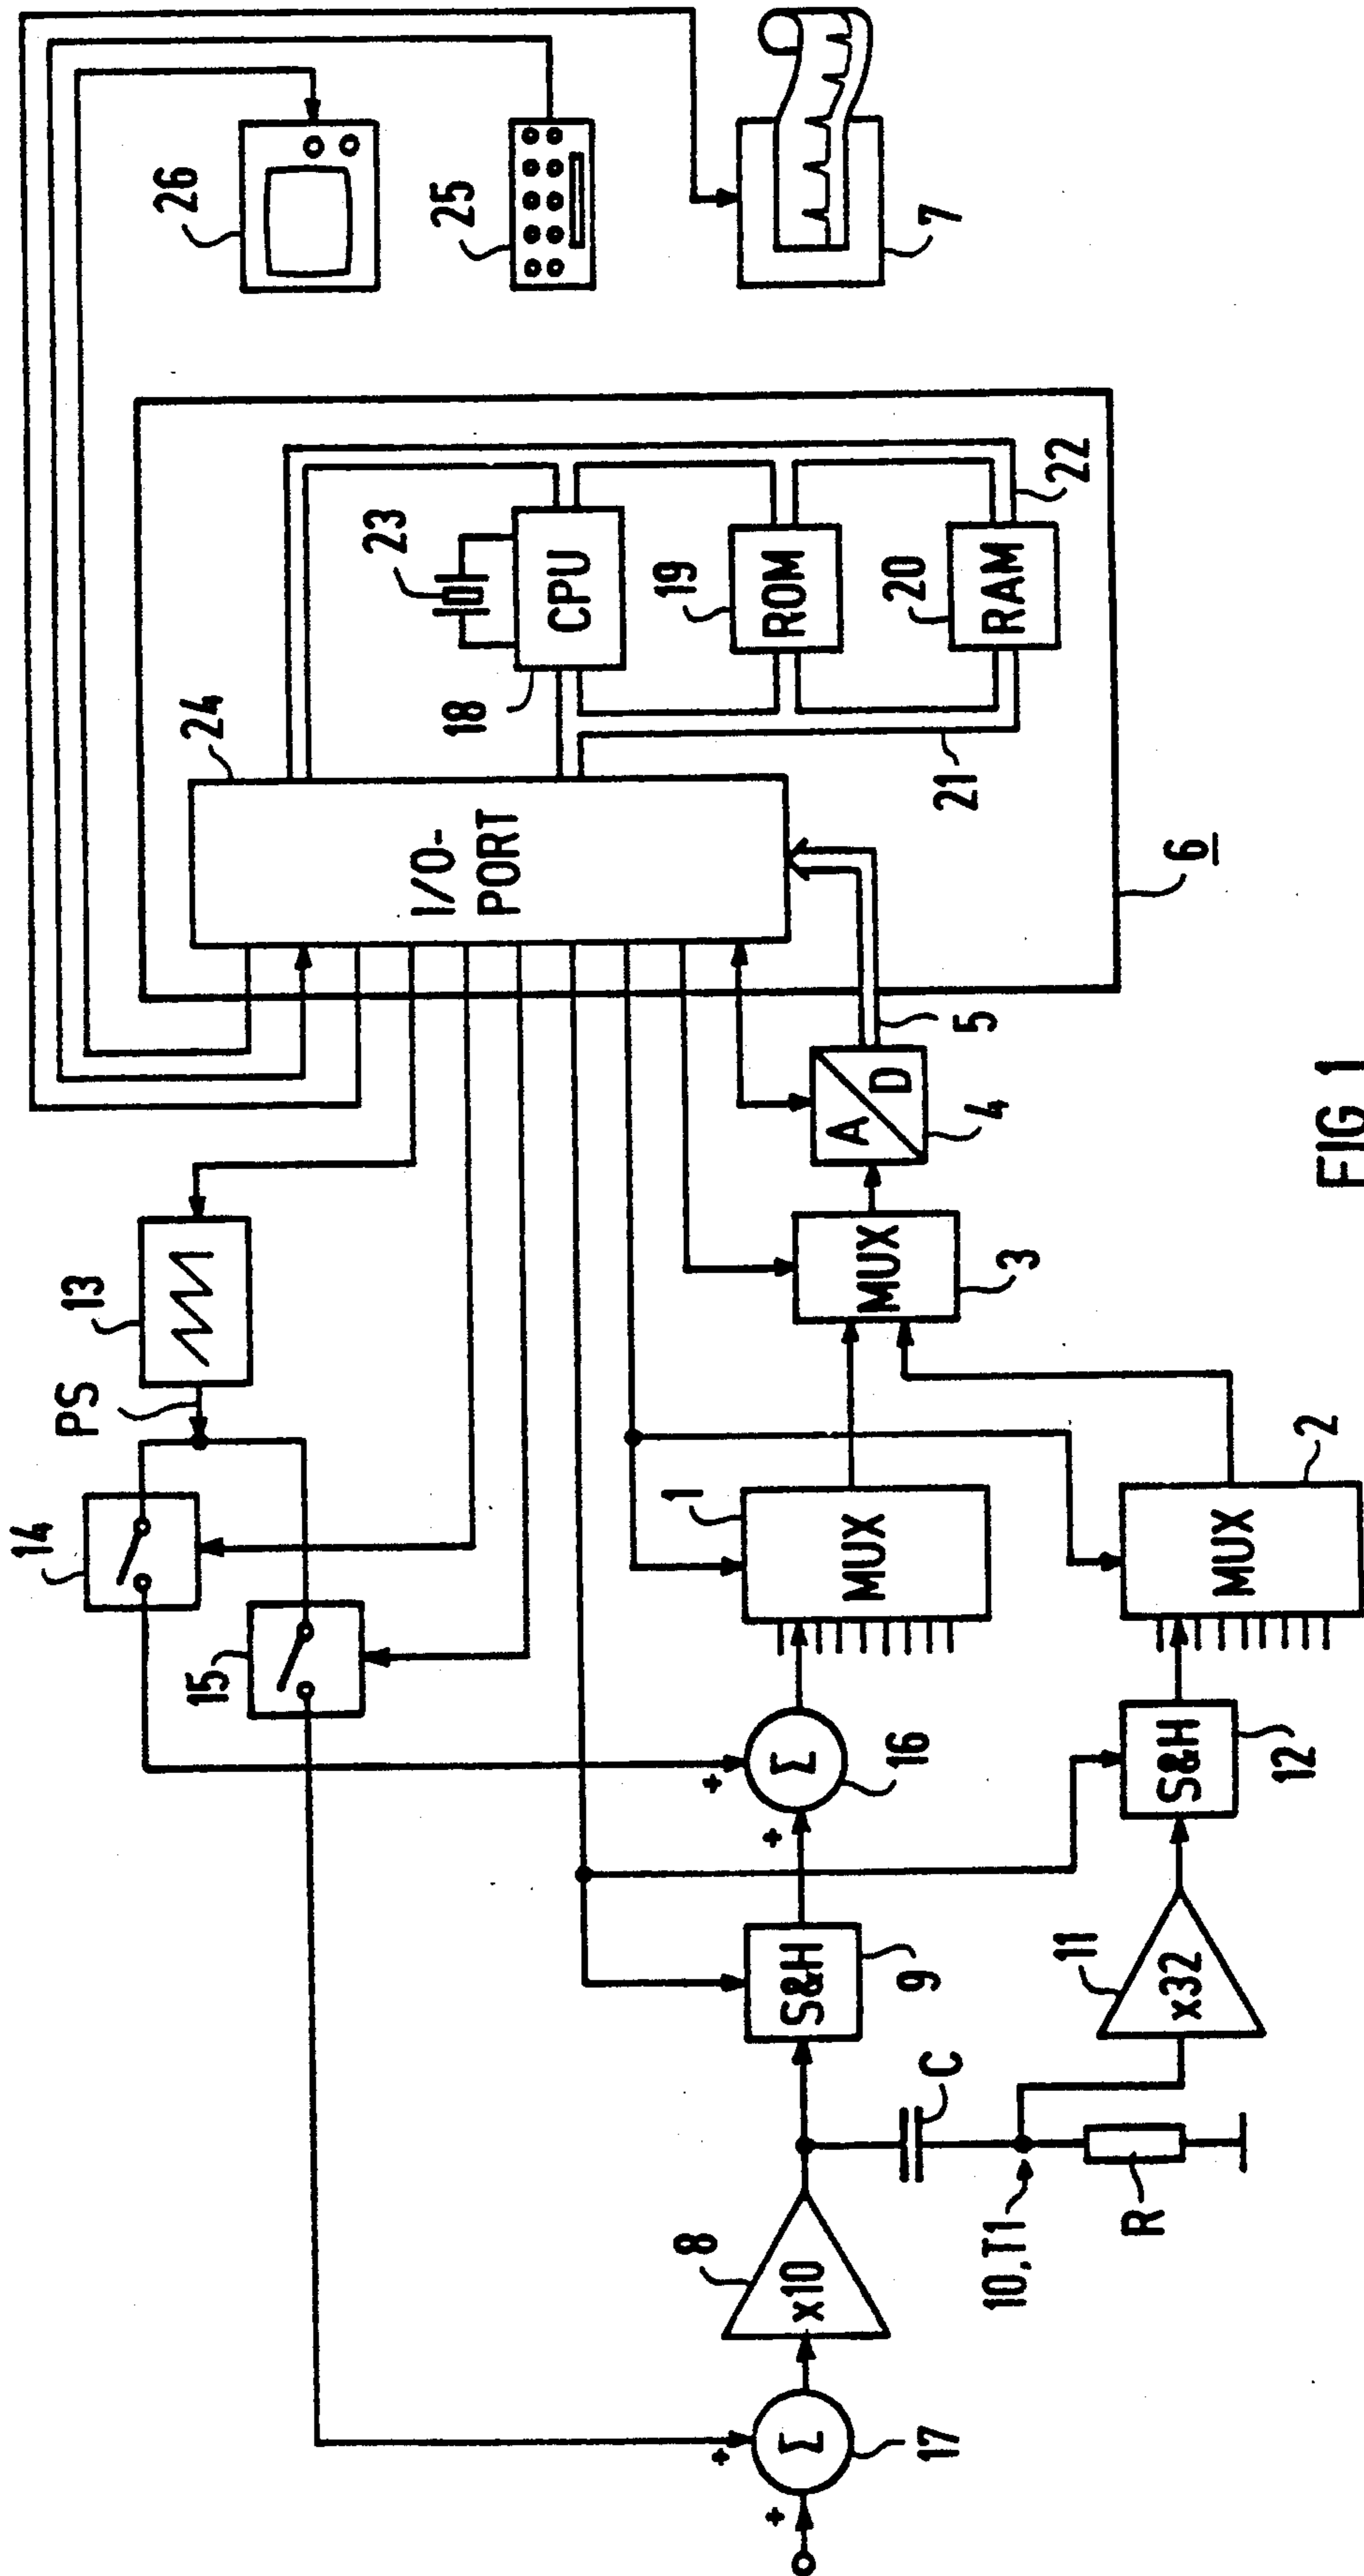 26
25
7
24
I/O-
PORT
23
CPU
18
19
ROM
20
RAM
22
21
6
5
13
PS
14
15
A
D
4
MUX
3
1
MUX
MUX
2
+
Σ
+
16
S&H
12
S&H
9
11
x32
8
x10
C
10,T1
R
+
Σ
+
17
FIG 1